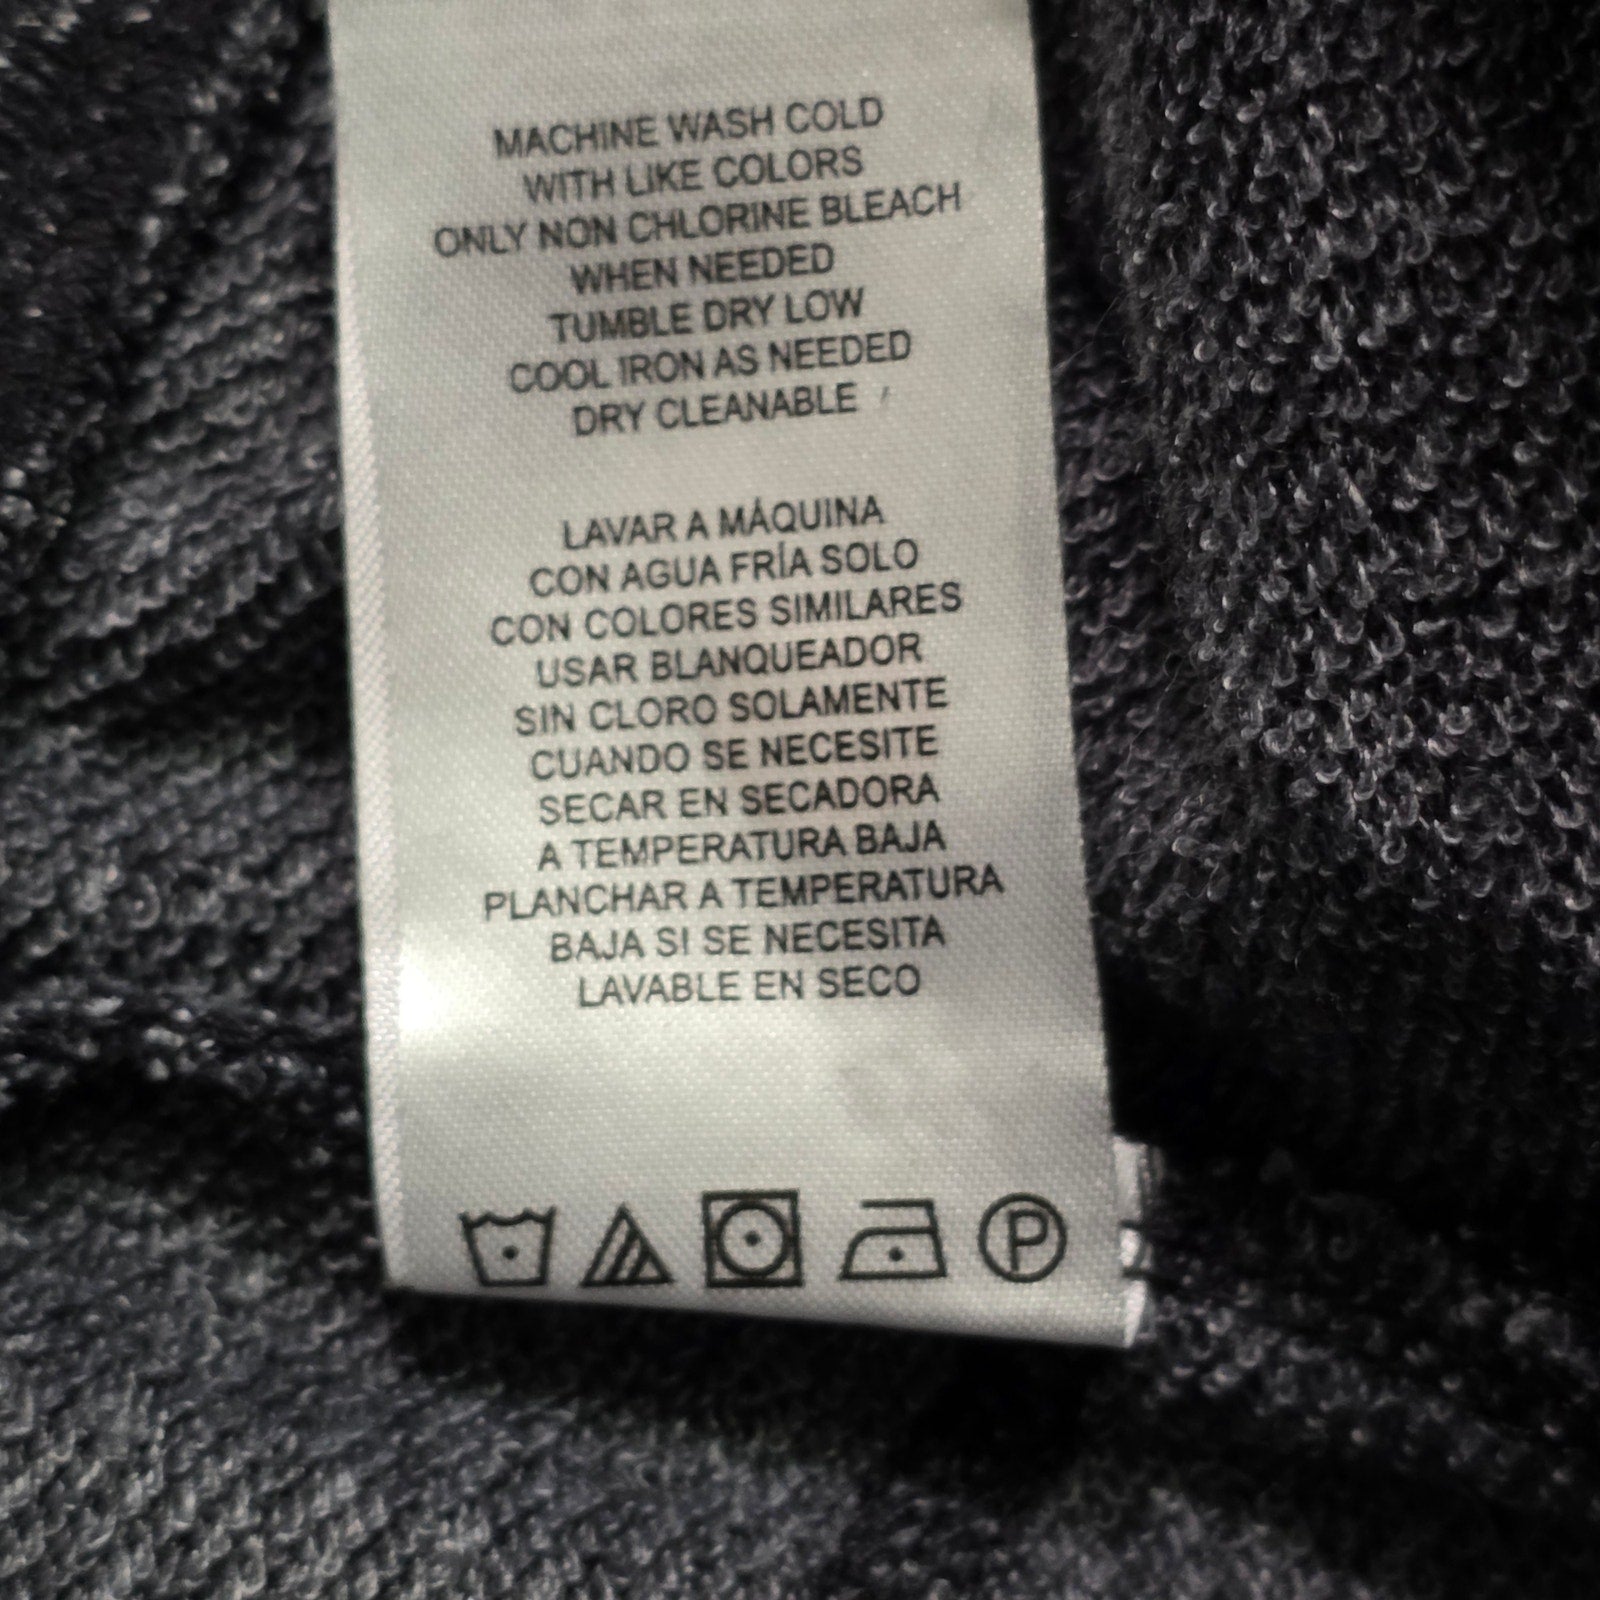 MACHINE WASH COLD
WITH LIKE COLORS
ONLY NON CHLORINE BLEACH
WHEN NEEDED
TUMBLE DRY LOW
COOL IRON AS NEEDED
DRY CLEANABLE
LAVAR A MÁQUINA
CON AGUA FRÍA SOLO
CON COLORES SIMILARES
USAR BLANQUEADOR
SIN CLORO SOLAMENTE
CUANDO SE NECESITE
SECAR EN SECADORA
A TEMPERATURA BAJA
PLANCHAR A TEMPERATURA
BAJA SI SE NECESITA
LAVABLE EN SECO
P